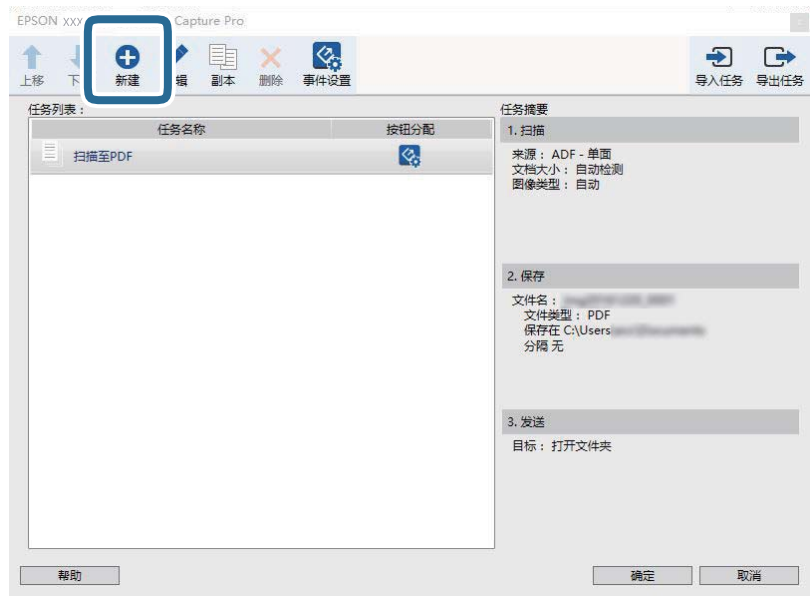 EPSON XXX Capture Pro
上移 下 新建 辑 副本 删除 事件设置 导入任务 导出任务
任务列表：
任务名称 按钮分配
扫描至PDF
任务摘要
1. 扫描
来源： ADF - 单面
文档大小： 自动检测
图像类型： 自动
2. 保存
文件名：
文件类型： PDF
保存在 C:\Users
分隔 无
3. 发送
目标： 打开文件夹
帮助 确定 取消